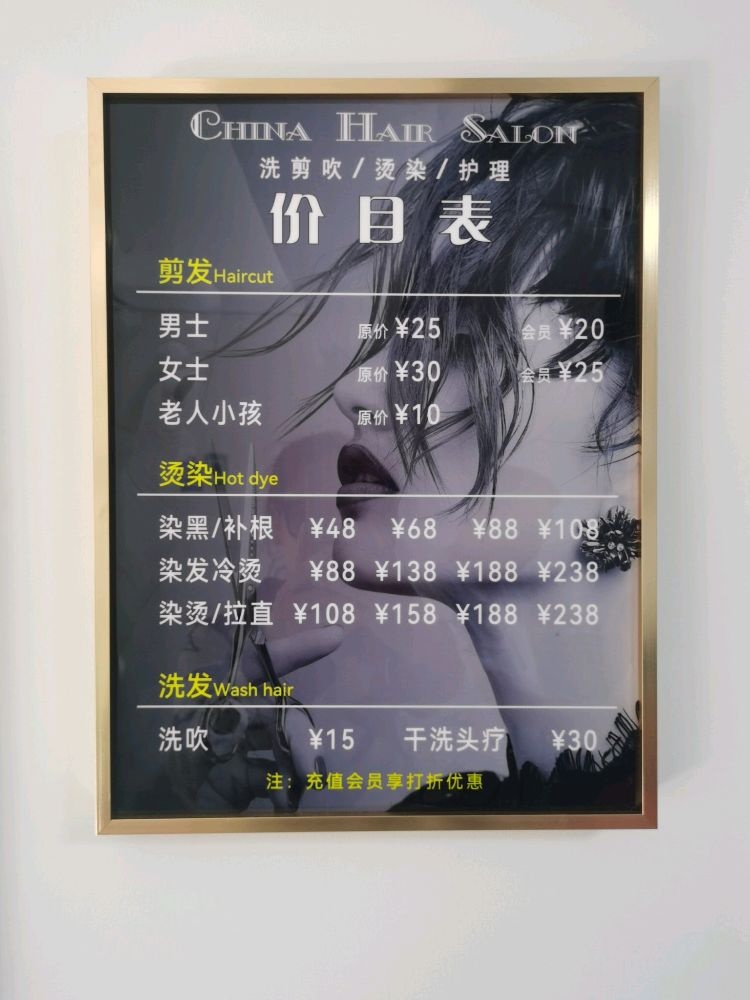 CHINA HAIR SALON
洗剪吹/烫染/护理
价目表
剪发Haircut
男士 原价 ¥25 会员 ¥20
女士 原价 ¥30 会员 ¥25
老人小孩 原价 ¥10
烫染Hot dye
染黑/补根 ¥48 ¥68 ¥88 ¥108
染发冷烫 ¥88 ¥138 ¥188 ¥238
染烫/拉直 ¥108 ¥158 ¥188 ¥238
洗发Wash hair
洗吹 ¥15 干洗头疗 ¥30
注：充值会员享打折优惠